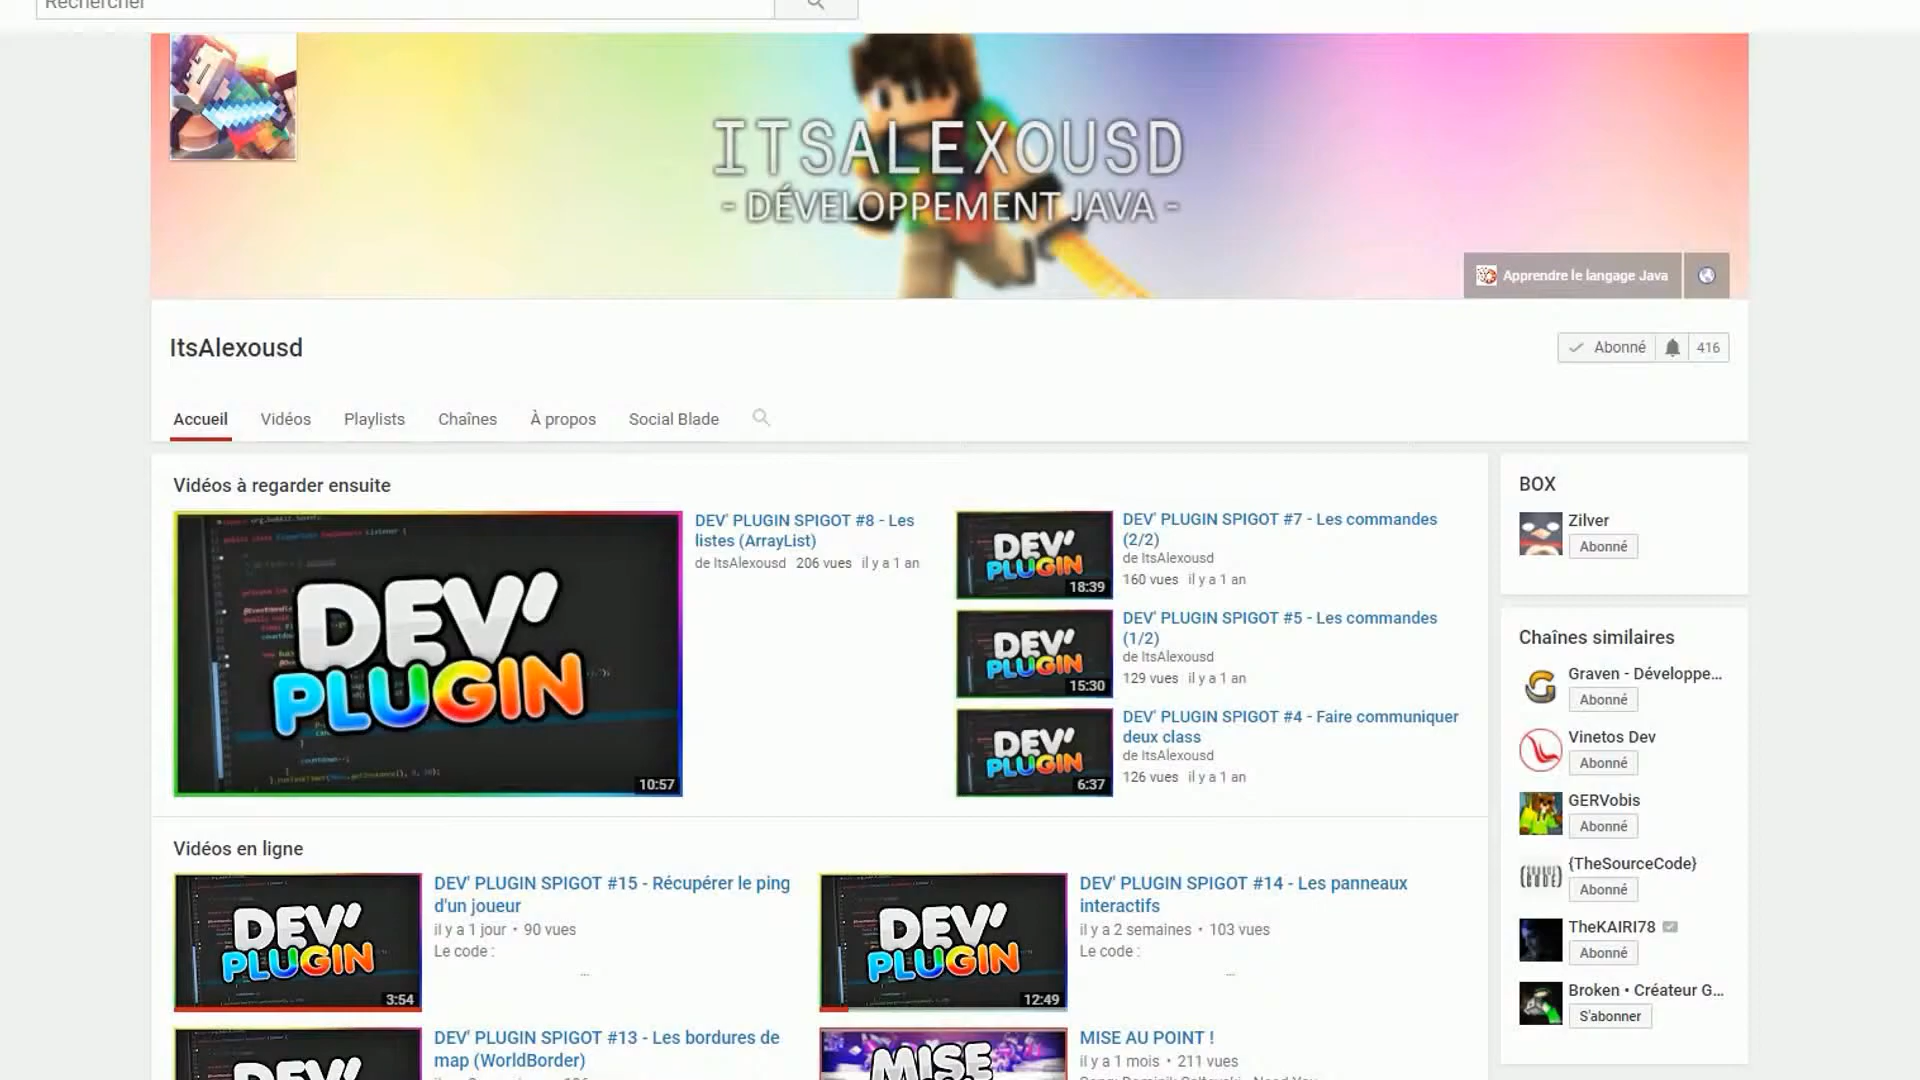 Rechercher
ITSALEXOUSD
- DÉVELOPPEMENT JAVA -
Apprendre le langage Java
ItsAlexousd
Abonné 416
Accueil Vidéos Playlists Chaînes À propos Social Blade
Vidéos à regarder ensuite
DEV'
PLUGIN
10:57
DEV' PLUGIN SPIGOT #8 - Les
listes (ArrayList)
de ItsAlexousd 206 vues il y a 1 an
DEV'
PLUGIN
18:39
DEV' PLUGIN SPIGOT #7 - Les commandes
(2/2)
de ItsAlexousd
160 vues il y a 1 an
DEV'
PLUGIN
15:30
DEV' PLUGIN SPIGOT #5 - Les commandes
(1/2)
de ItsAlexousd
129 vues il y a 1 an
DEV'
PLUGIN
6:37
DEV' PLUGIN SPIGOT #4 - Faire communiquer
deux class
de ItsAlexousd
126 vues il y a 1 an
Vidéos en ligne
DEV'
PLUGIN
3:54
DEV' PLUGIN SPIGOT #15 - Récupérer le ping
d'un joueur
il y a 1 jour • 90 vues
Le code :
...
DEV'
PLUGIN
12:49
DEV' PLUGIN SPIGOT #14 - Les panneaux
interactifs
il y a 2 semaines • 103 vues
Le code :
...
DEV'
DEV' PLUGIN SPIGOT #13 - Les bordures de
map (WorldBorder)
MISE
MISE AU POINT !
il y a 1 mois • 211 vues
BOX
Zilver
Abonné
Chaînes similaires
Graven - Développe...
Abonné
Vinetos Dev
Abonné
GERVobis
Abonné
{TheSourceCode}
Abonné
TheKAIRI78
Abonné
Broken • Créateur G...
S'abonner